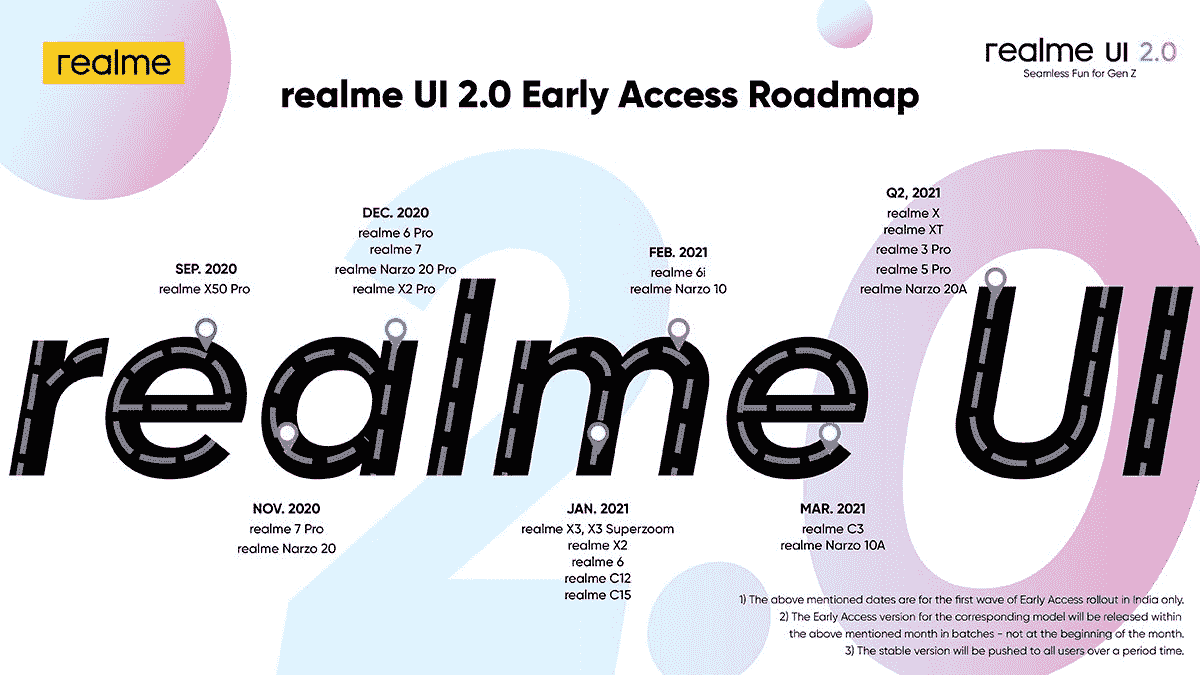 realme
realme UI 2.0
Seamless Fun for Gen Z
realme UI 2.0 Early Access Roadmap
SEP. 2020
realme X50 Pro
DEC. 2020
realme 6 Pro
realme 7
realme Narzo 20 Pro
realme X2 Pro
FEB. 2021
realme 6i
realme Narzo 10
Q2, 2021
realme X
realme XT
realme 3 Pro
realme 5 Pro
realme Narzo 20A
2.0
realme UI
NOV. 2020
realme 7 Pro
realme Narzo 20
JAN. 2021
realme X3, X3 Superzoom
realme X2
realme 6
realme C12
realme C15
MAR. 2021
realme C3
realme Narzo 10A
1) The above mentioned dates are for the first wave of Early Access rollout in India only.
2) The Early Access version for the corresponding model will be released within
the above mentioned month in batches - not at the beginning of the month.
3) The stable version will be pushed to all users over a period time.